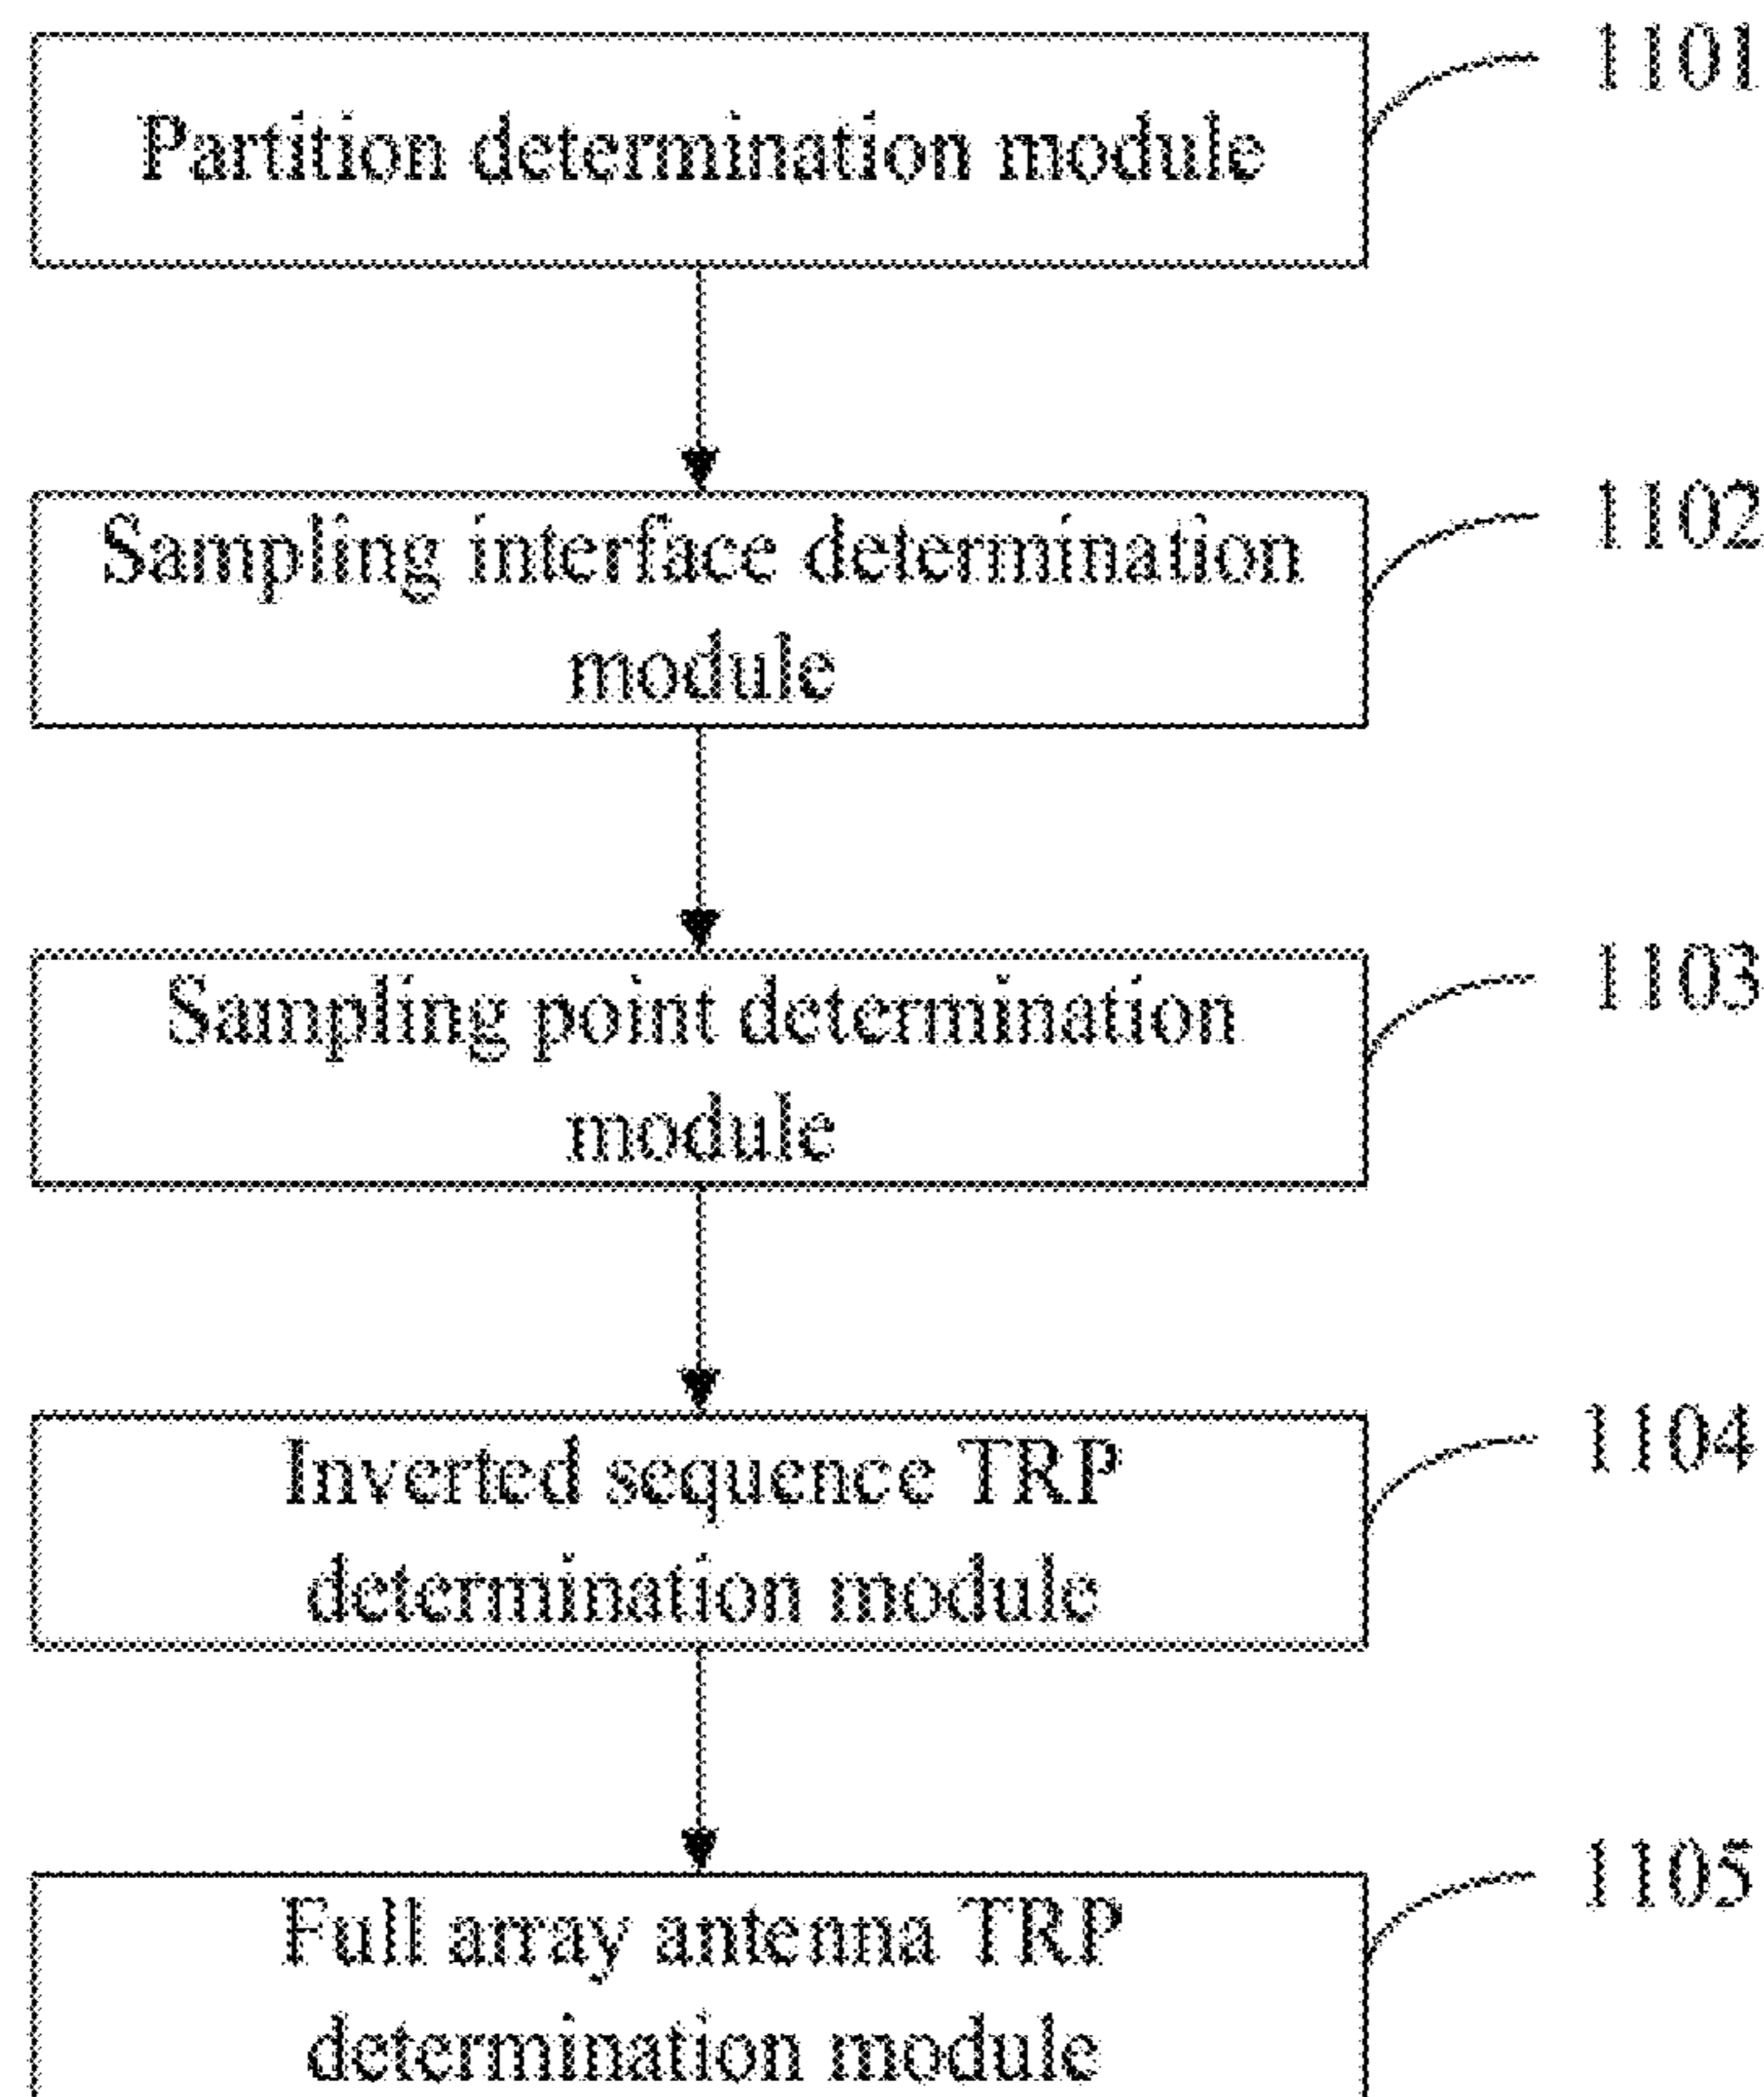 1101
Partition determination module
1102
Sampling interface determination
module
1103
Sampling point determination
module
1104
Inverted sequence TRP
determination module
1105
Full array antenna TRP
determination module